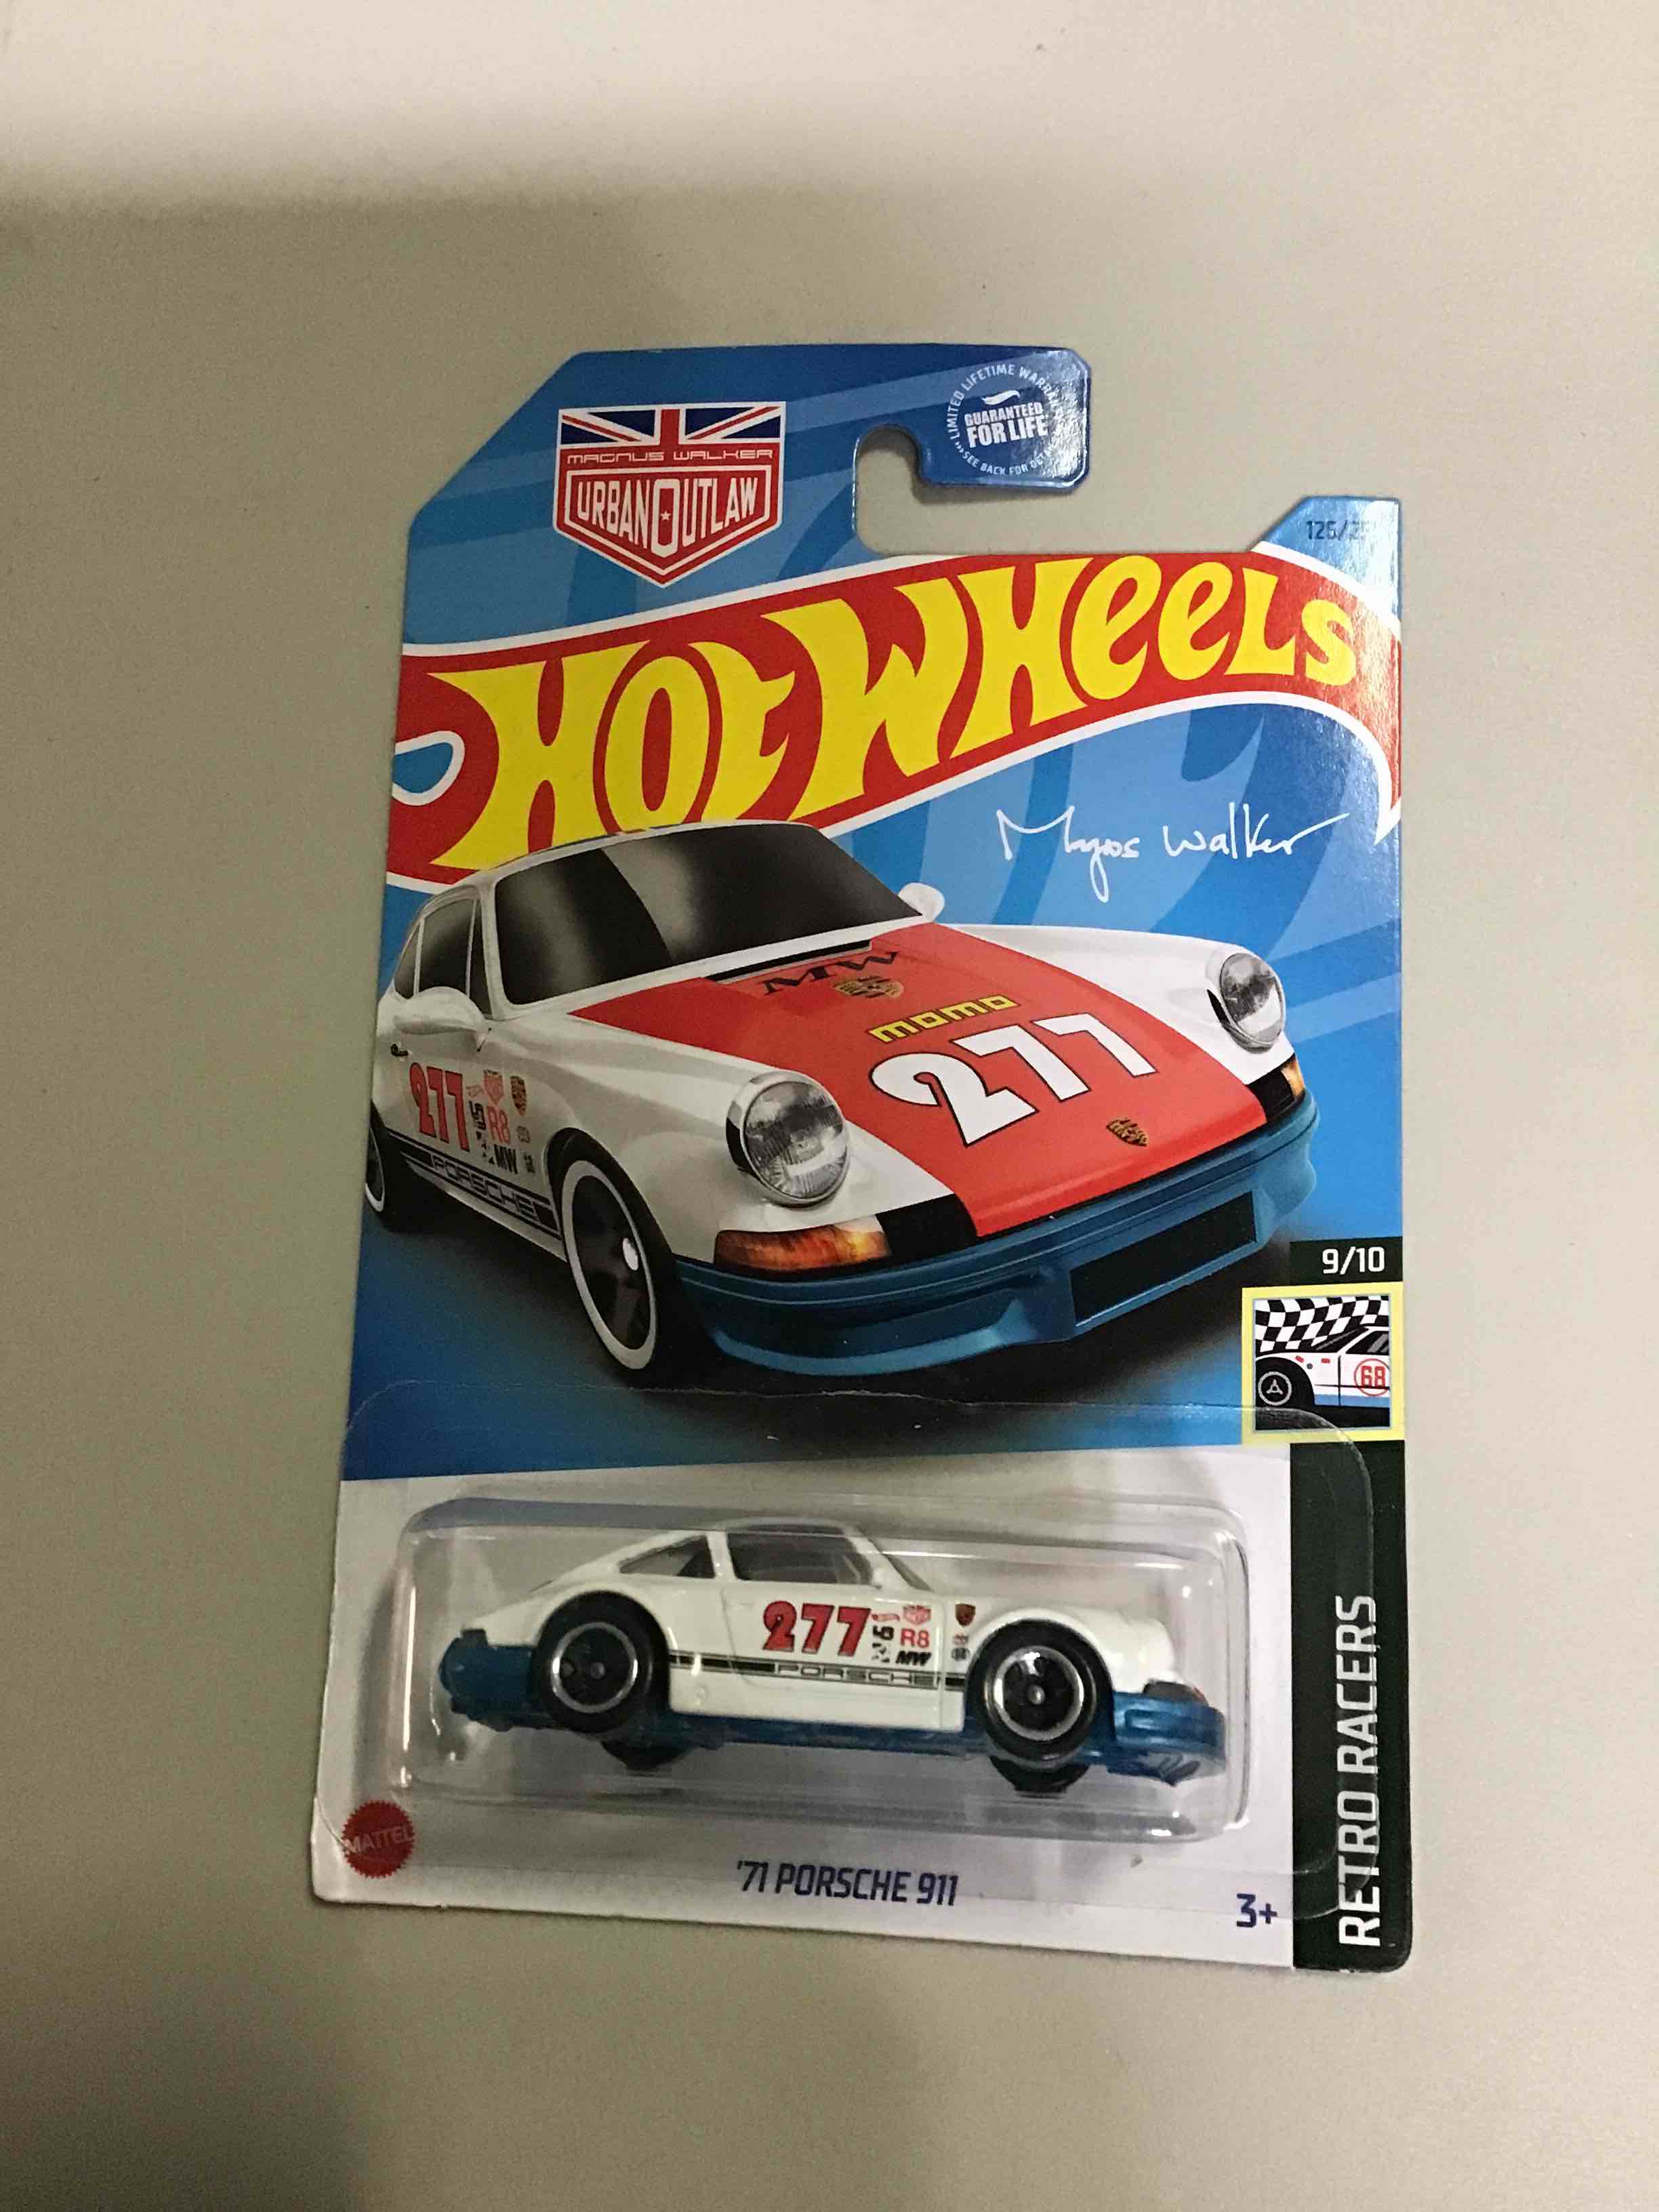 LIMITED LIFETIME WARRANTY
GUARANTEED
FOR LIFE
SEE BACK FOR DETAILS
MAGNUS WALKER
URBAN OUTLAW
HOT WHEELS
Magnus Walker
MW
momo
277
277
R8
MW
PORSCHE
9/10
68
277
R8
MW
PORSCHE
RETRO RACERS
MATTEL
'71 PORSCHE 911
3+